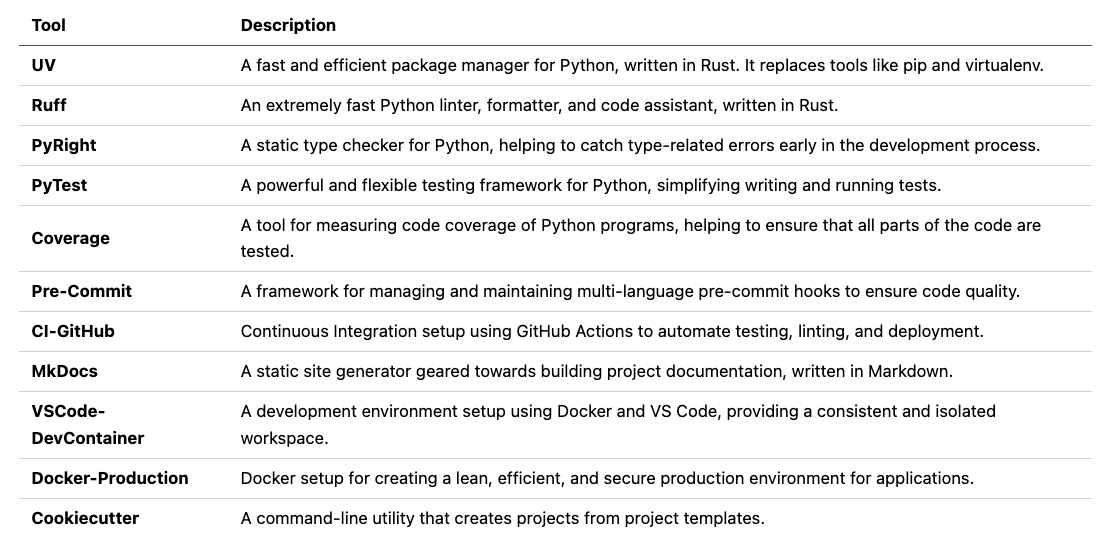 Tool Description
UV A fast and efficient package manager for Python, written in Rust. It replaces tools like pip and virtualenv.
Ruff An extremely fast Python linter, formatter, and code assistant, written in Rust.
PyRight A static type checker for Python, helping to catch type-related errors early in the development process.
PyTest A powerful and flexible testing framework for Python, simplifying writing and running tests.
Coverage A tool for measuring code coverage of Python programs, helping to ensure that all parts of the code are
tested.
Pre-Commit A framework for managing and maintaining multi-language pre-commit hooks to ensure code quality.
CI-GitHub Continuous Integration setup using GitHub Actions to automate testing, linting, and deployment.
MkDocs A static site generator geared towards building project documentation, written in Markdown.
VSCode- A development environment setup using Docker and VS Code, providing a consistent and isolated
DevContainer workspace.
Docker-Production Docker setup for creating a lean, efficient, and secure production environment for applications.
Cookiecutter A command-line utility that creates projects from project templates.